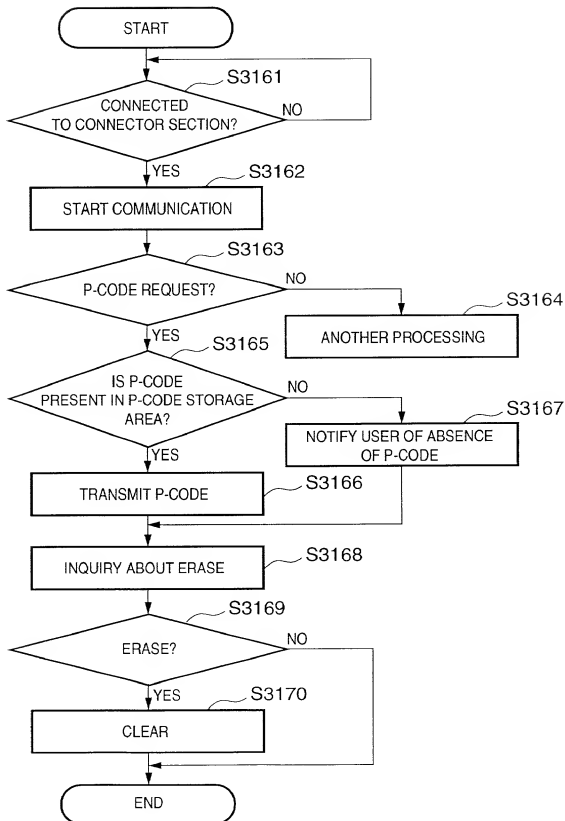 START
S3161
CONNECTED
TO CONNECTOR SECTION?
NO
YES
S3162
START COMMUNICATION
S3163
P-CODE REQUEST?
NO
S3164
ANOTHER PROCESSING
YES
S3165
IS P-CODE
PRESENT IN P-CODE STORAGE
AREA?
NO
S3167
NOTIFY USER OF ABSENCE
OF P-CODE
YES
S3166
TRANSMIT P-CODE
S3168
INQUIRY ABOUT ERASE
S3169
ERASE?
NO
YES
S3170
CLEAR
END